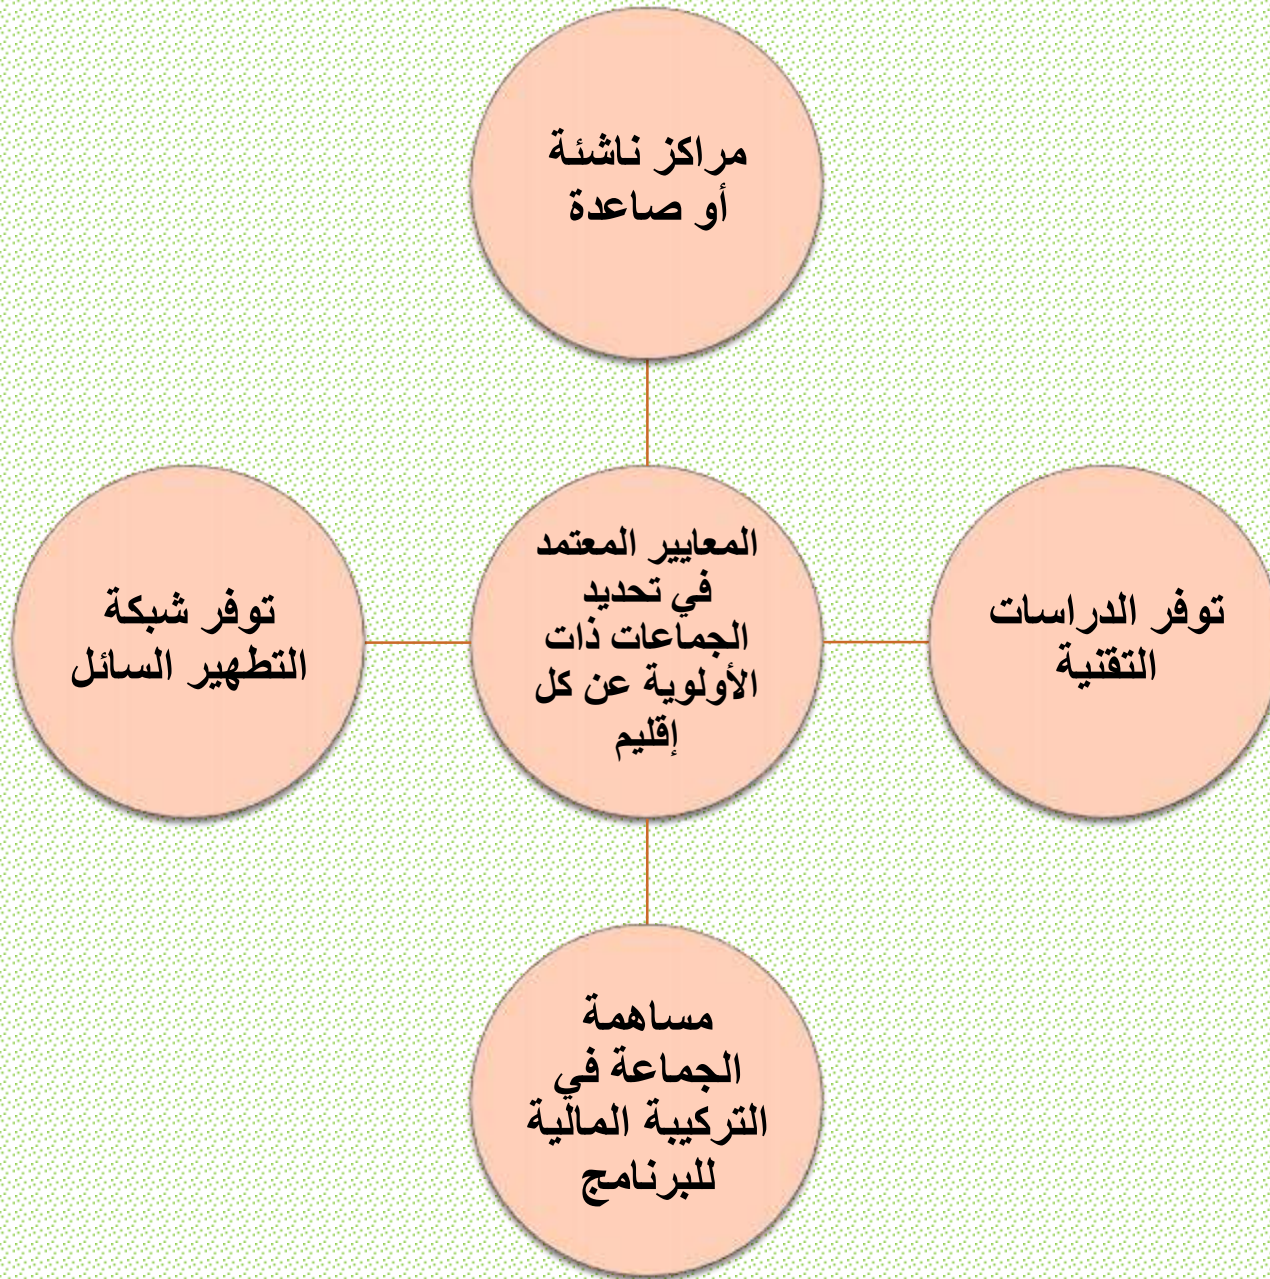 مراكز ناشئة
أو صاعدة
المعايير المعتمد
في تحديد
الجماعات ذات
الأولوية عن كل
إقليم
توفر الدراسات
التقنية
توفر شبكة
التطهير السائل
مساهمة
الجماعة في
التركيبة المالية
للبرنامج